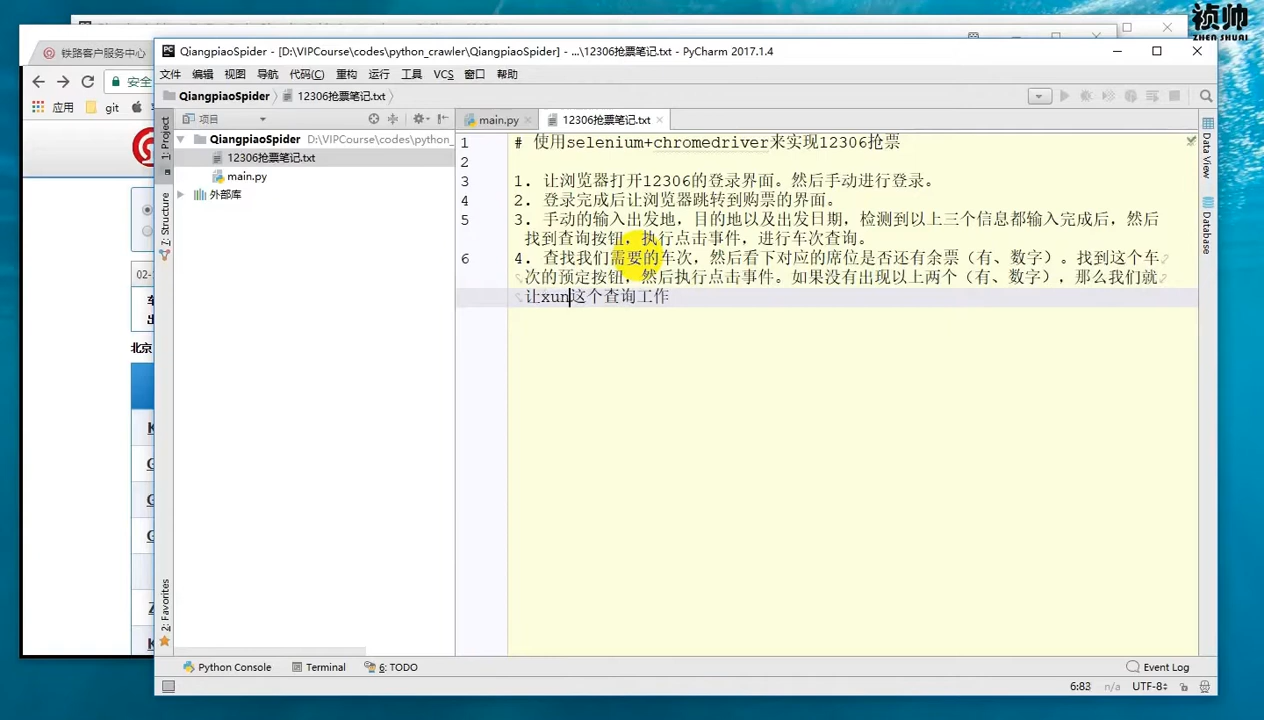 祯帅
ZHEN SHUAI
铁路客户服务中心
QiangpiaoSpider - [D:\VIPCourse\codes\python_crawler\QiangpiaoSpider] - ...\12306抢票笔记.txt - PyCharm 2017.1.4
文件 编辑 视图 导航 代码(C) 重构 运行 工具 VCS 窗口 帮助
安全
QiangpiaoSpider 12306抢票笔记.txt
应用 git
项目
main.py 12306抢票笔记.txt
1: Project
QiangpiaoSpider D:\VIPCourse\codes\python_
12306抢票笔记.txt
main.py
外部库
7: Structure
2: Favorites
1 # 使用selenium+chromedriver来实现12306抢票
2
3 1. 让浏览器打开12306的登录界面。然后手动进行登录。
4 2. 登录完成后让浏览器跳转到购票的界面。
5 3. 手动的输入出发地，目的地以及出发日期，检测到以上三个信息都输入完成后，然后
找到查询按钮，执行点击事件，进行车次查询。
6 4. 查找我们需要的车次，然后看下对应的席位是否还有余票（有、数字）。找到这个车
次的预定按钮，然后执行点击事件。如果没有出现以上两个（有、数字），那么我们就
让xun这个查询工作
Data View
Database
02-
车
出
北京
K
G
G
G
Z
K
Python Console Terminal 6: TODO Event Log
6:83 n/a UTF-8